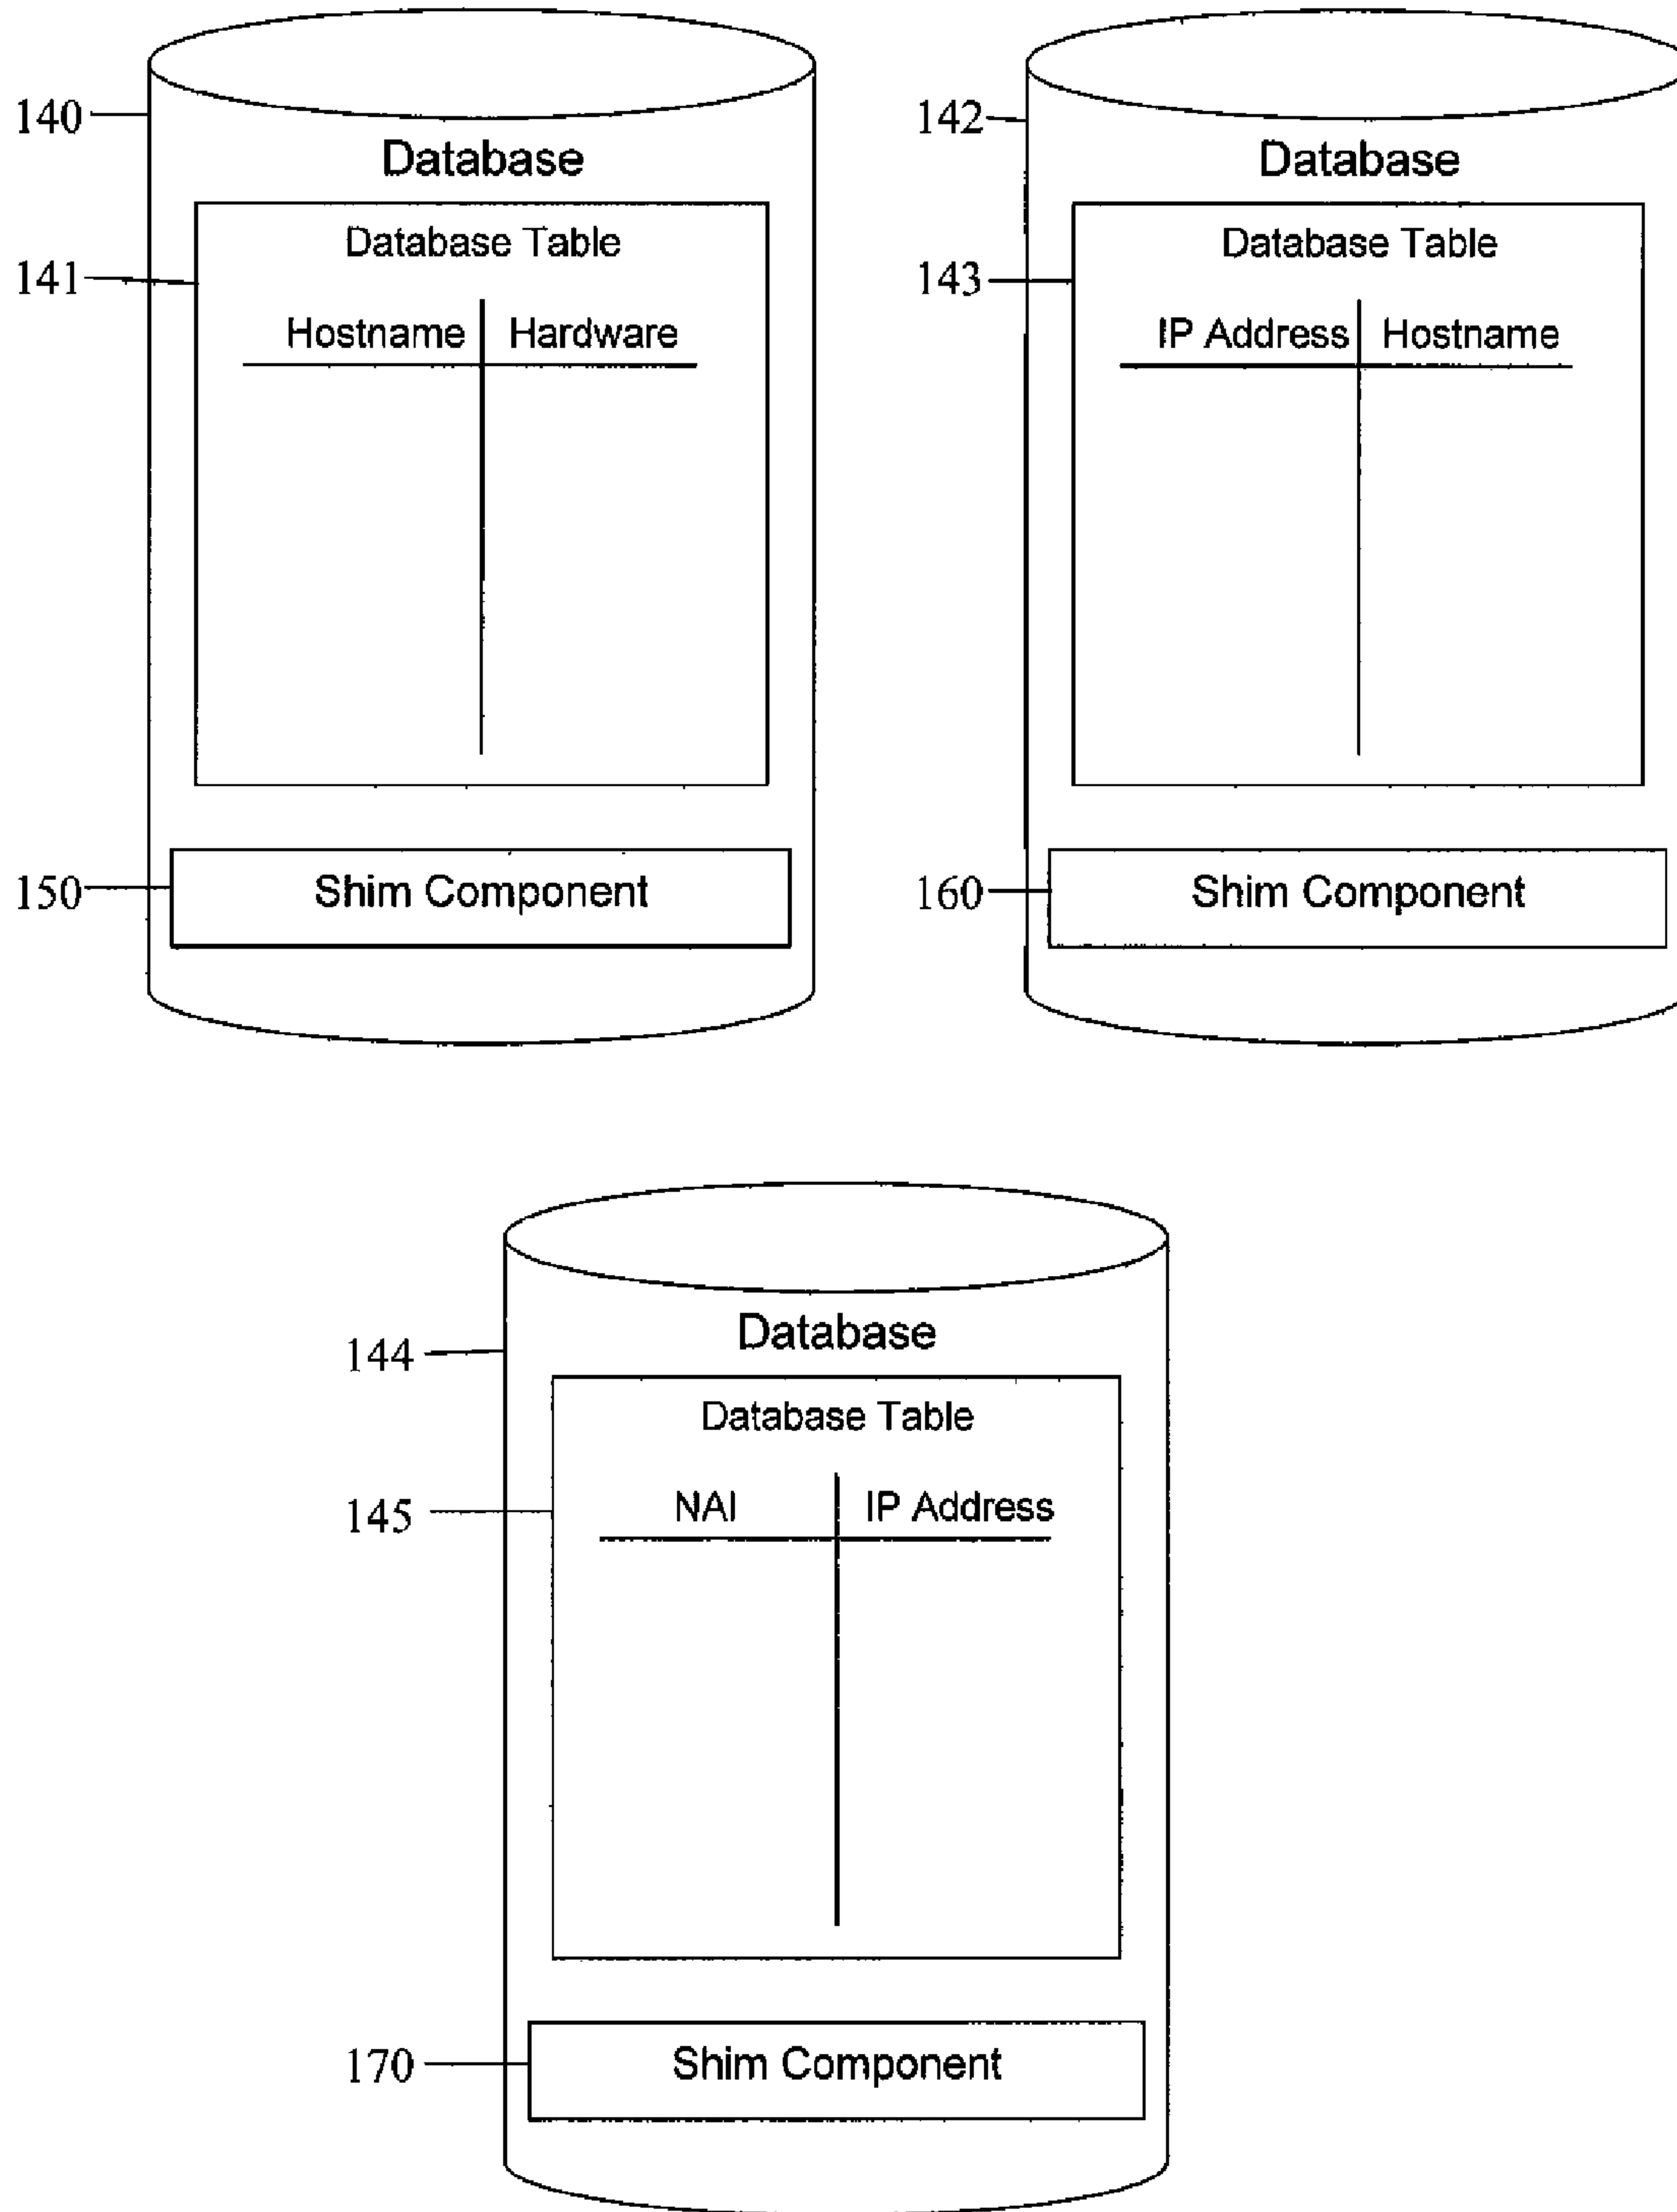 140
Database
Database Table
141
Hostname Hardware
150
Shim Component
142
Database
Database Table
143
IP Address Hostname
160
Shim Component
144
Database
Database Table
145
NAI IP Address
170
Shim Component